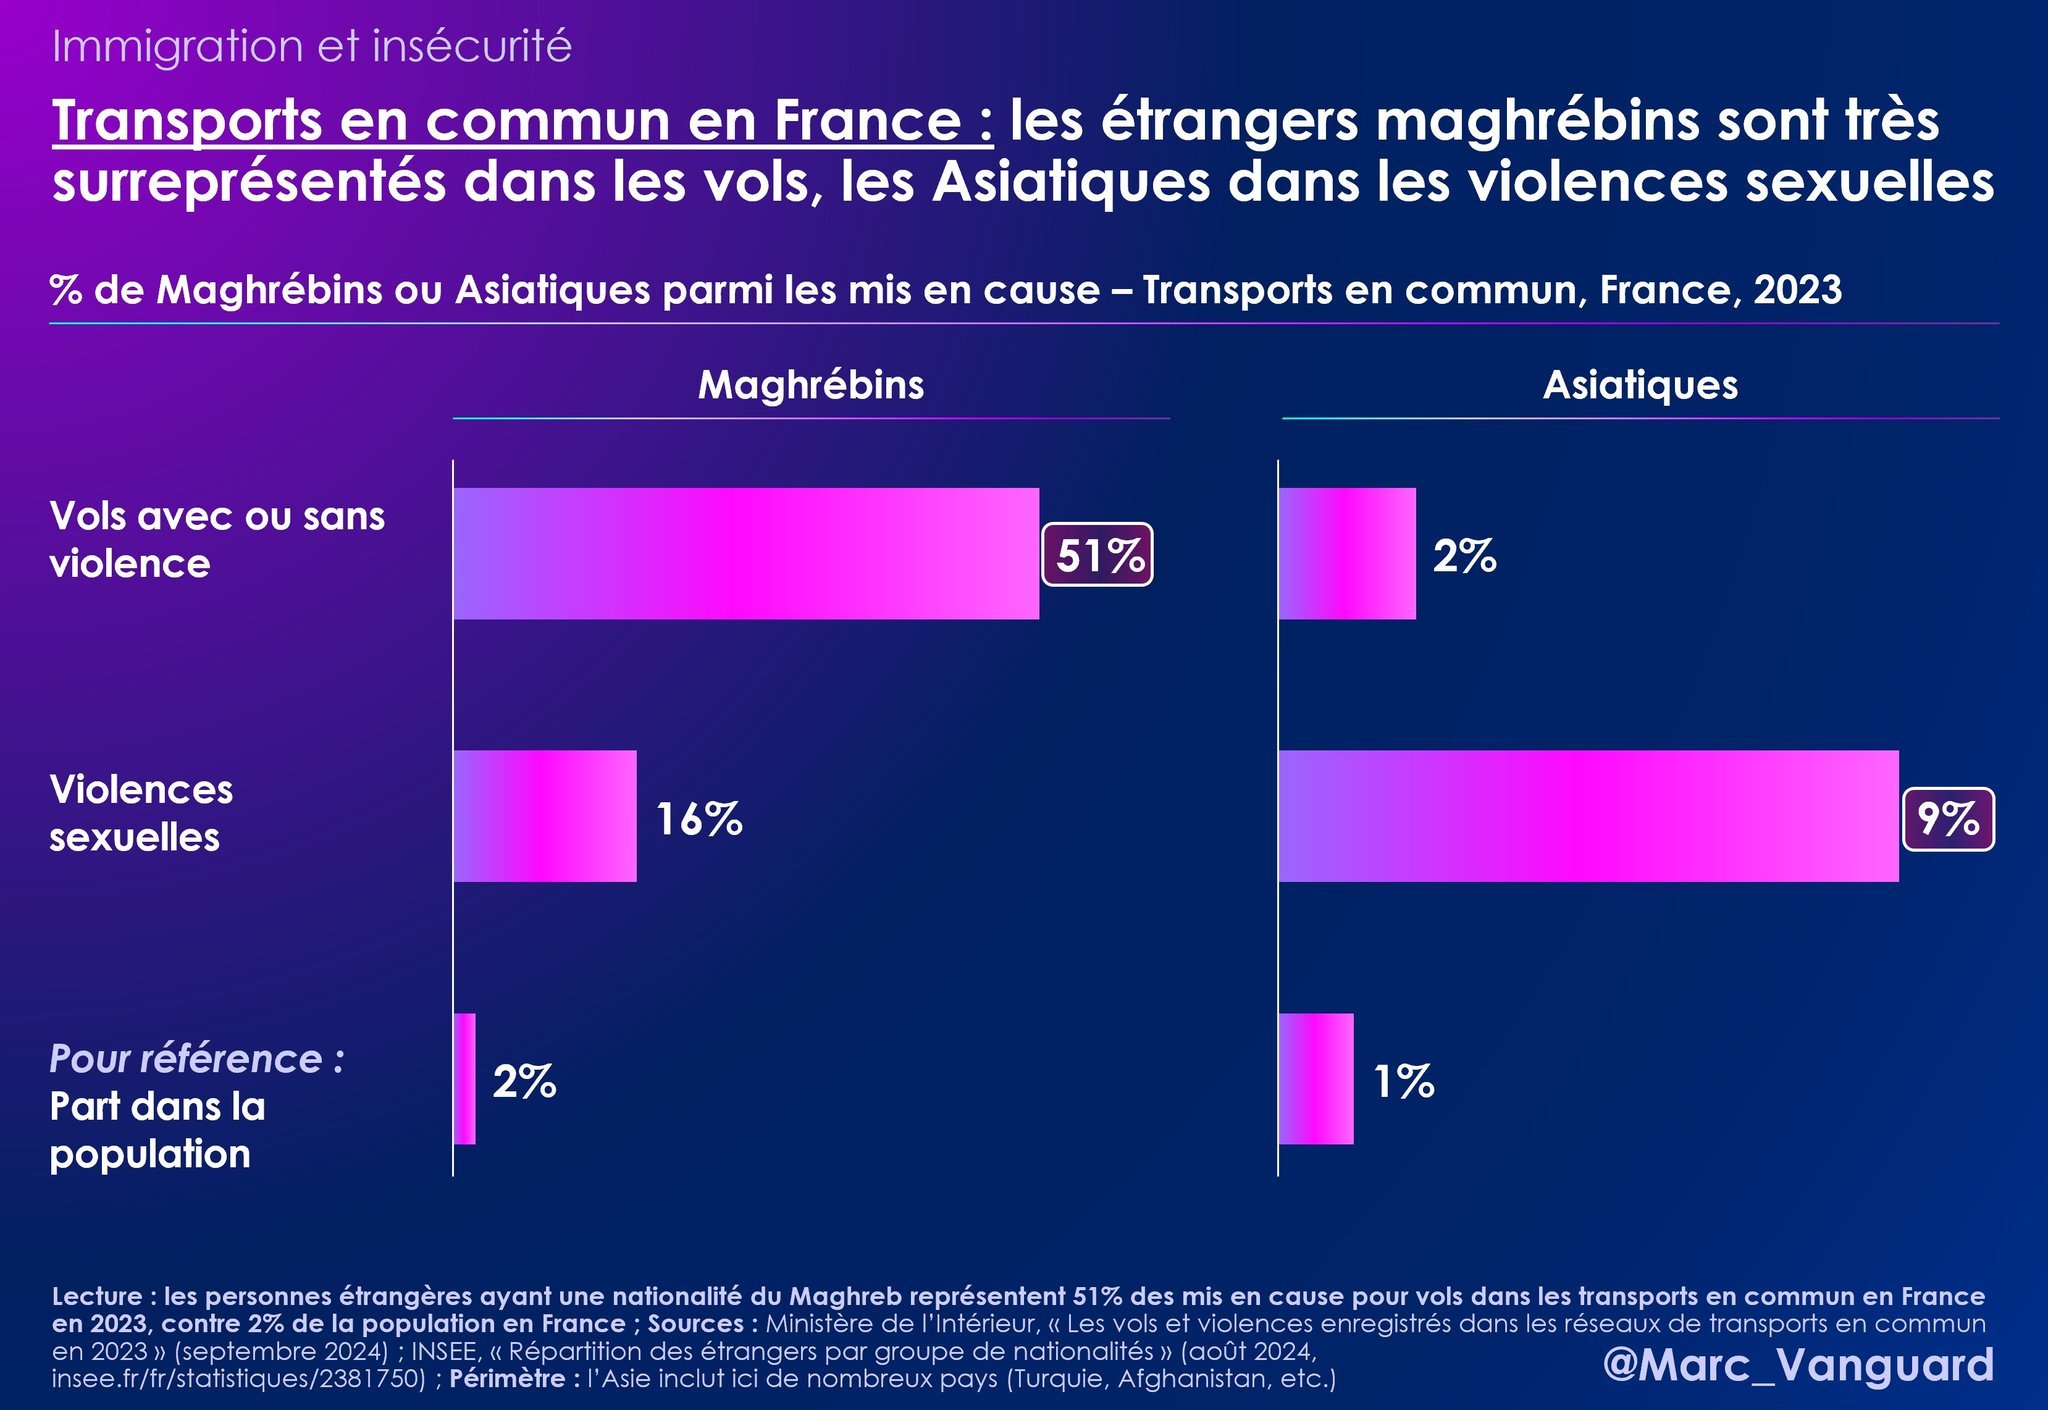 Immigration et insécurité
Transports en commun en France : les étrangers maghrébins sont très
surreprésentés dans les vols, les Asiatiques dans les violences sexuelles
% de Maghrébins ou Asiatiques parmi les mis en cause – Transports en commun, France, 2023
Maghrébins
Asiatiques
Vols avec ou sans
violence
51%
2%
Violences
sexuelles
16%
9%
Pour référence :
Part dans la
population
2%
1%
Lecture : les personnes étrangères ayant une nationalité du Maghreb représentent 51% des mis en cause pour vols dans les transports en commun en France
en 2023, contre 2% de la population en France ; Sources : Ministère de l'Intérieur, « Les vols et violences enregistrés dans les réseaux de transports en commun
en 2023 » (septembre 2024) ; INSEE, « Répartition des étrangers par groupe de nationalités » (août 2024,
insee.fr/fr/statistiques/2381750) ; Périmètre : l'Asie inclut ici de nombreux pays (Turquie, Afghanistan, etc.)
@Marc_Vanguard